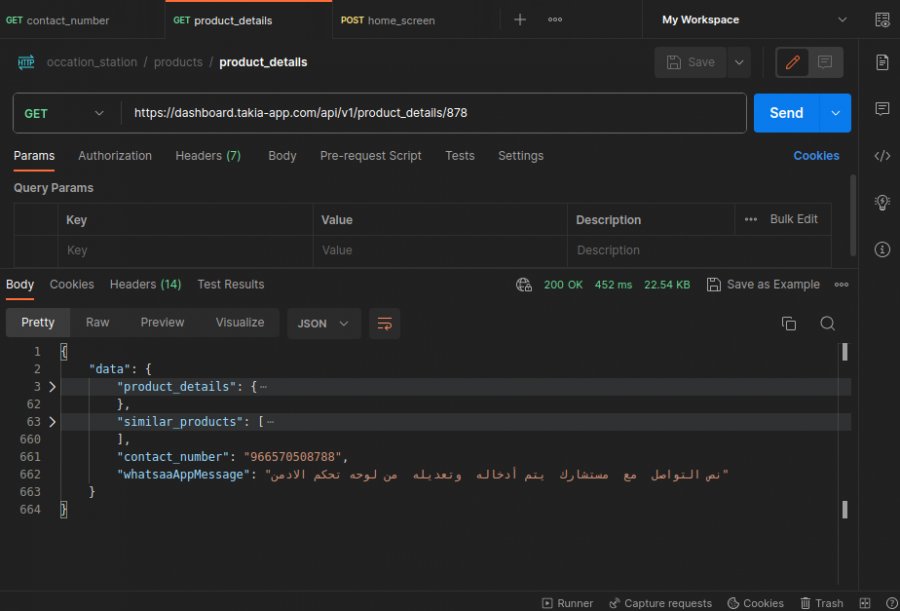 GET contact_number
GET product_details
POST home_screen
My Workspace
HTTP occation_station / products / product_details
Save
GET https://dashboard.takia-app.com/api/v1/product_details/878
Send
Params Authorization Headers (7) Body Pre-request Script Tests Settings
Cookies
Query Params
Key Value Description
Bulk Edit
Key Value Description
Body Cookies Headers (14) Test Results
200 OK 452 ms 22.54 KB
Save as Example
Pretty Raw Preview Visualize
JSON
1 {
2 "data": {
3 "product_details": {
62 },
63 "similar_products": [
660 ],
661 "contact_number": "966570508788",
662 "whatsaaAppMessage": "نص التواصل مع مستشارك يتم أدخاله وتعديله من لوحه تحكم الادمن"
663 }
664 }
Runner Capture requests Cookies Trash